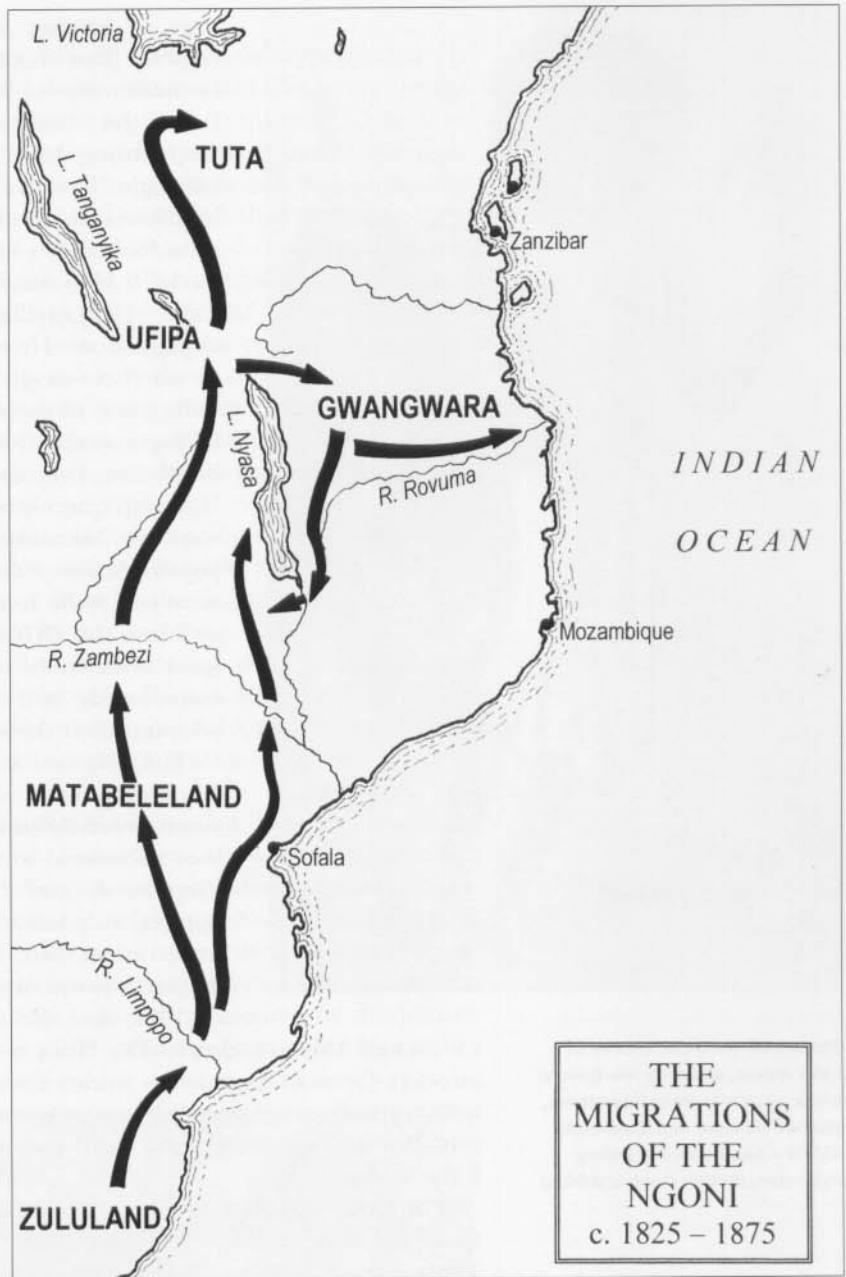 L. Victoria
TUTA
L. Tanganyika
Zanzibar
UFIPA
GWANGWARA
L. Nyasa
R. Rovuma
INDIAN
OCEAN
Mozambique
R. Zambezi
MATABELELAND
Sofala
R. Limpopo
ZULULAND
THE
MIGRATIONS
OF THE
NGONI
c. 1825 – 1875